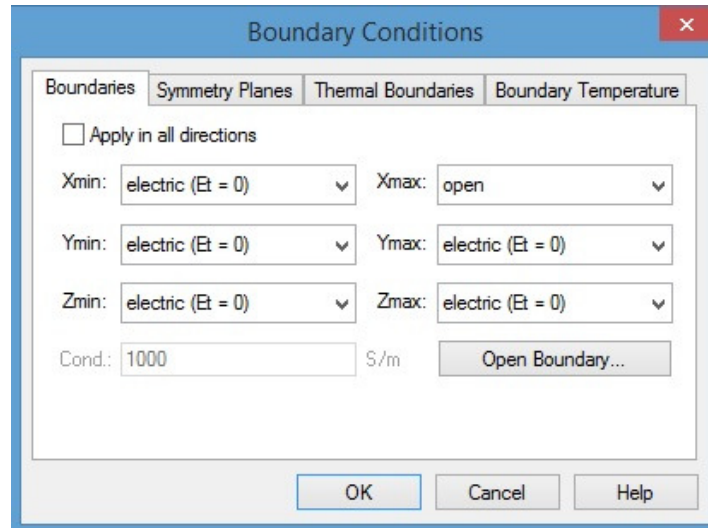 Boundary Conditions
Boundaries Symmetry Planes Thermal Boundaries Boundary Temperature
Apply in all directions
Xmin: electric (Et = 0) Xmax: open
Ymin: electric (Et = 0) Ymax: electric (Et = 0)
Zmin: electric (Et = 0) Zmax: electric (Et = 0)
Cond.: 1000 S/m Open Boundary...
OK Cancel Help